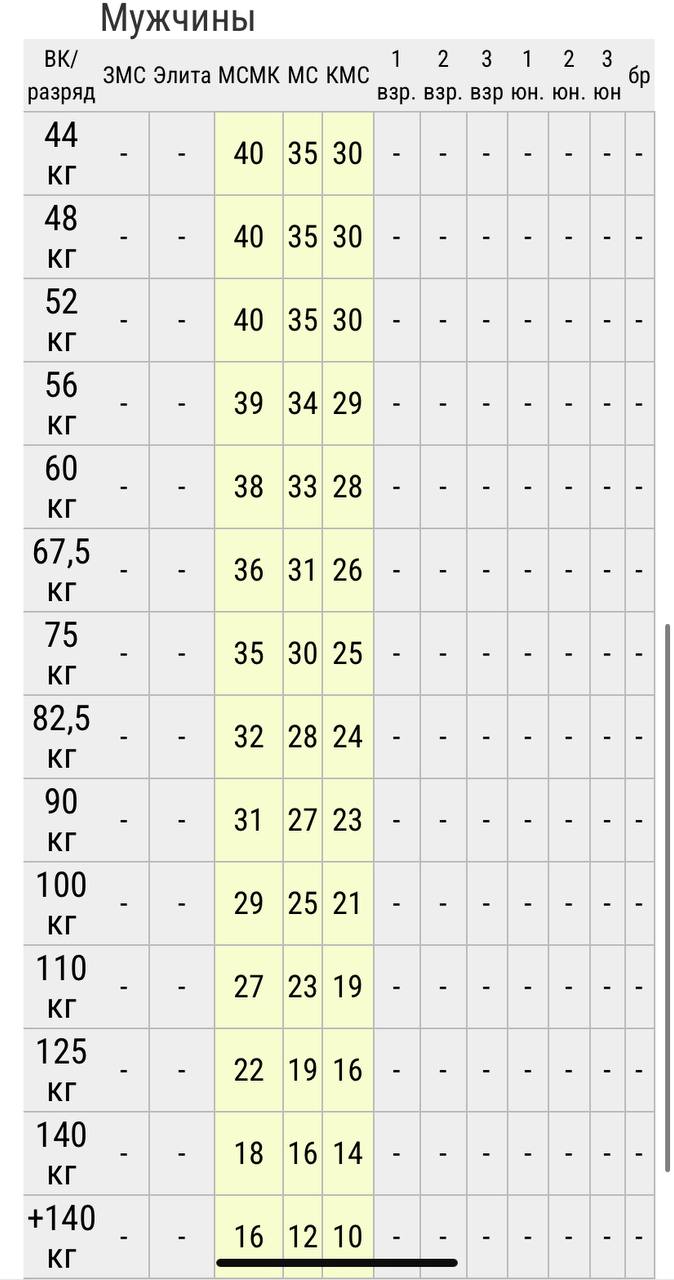 Мужчины
ВК/разряд ЗМС Элита МСМК МС КМС 1 взр. 2 взр. 3 взр 1 юн. 2 юн. 3 юн бр
44 кг - - 40 35 30 - - - - - - -
48 кг - - 40 35 30 - - - - - - -
52 кг - - 40 35 30 - - - - - - -
56 кг - - 39 34 29 - - - - - - -
60 кг - - 38 33 28 - - - - - - -
67,5 кг - - 36 31 26 - - - - - - -
75 кг - - 35 30 25 - - - - - - -
82,5 кг - - 32 28 24 - - - - - - -
90 кг - - 31 27 23 - - - - - - -
100 кг - - 29 25 21 - - - - - - -
110 кг - - 27 23 19 - - - - - - -
125 кг - - 22 19 16 - - - - - - -
140 кг - - 18 16 14 - - - - - - -
+140 кг - - 16 12 10 - - - - - - -